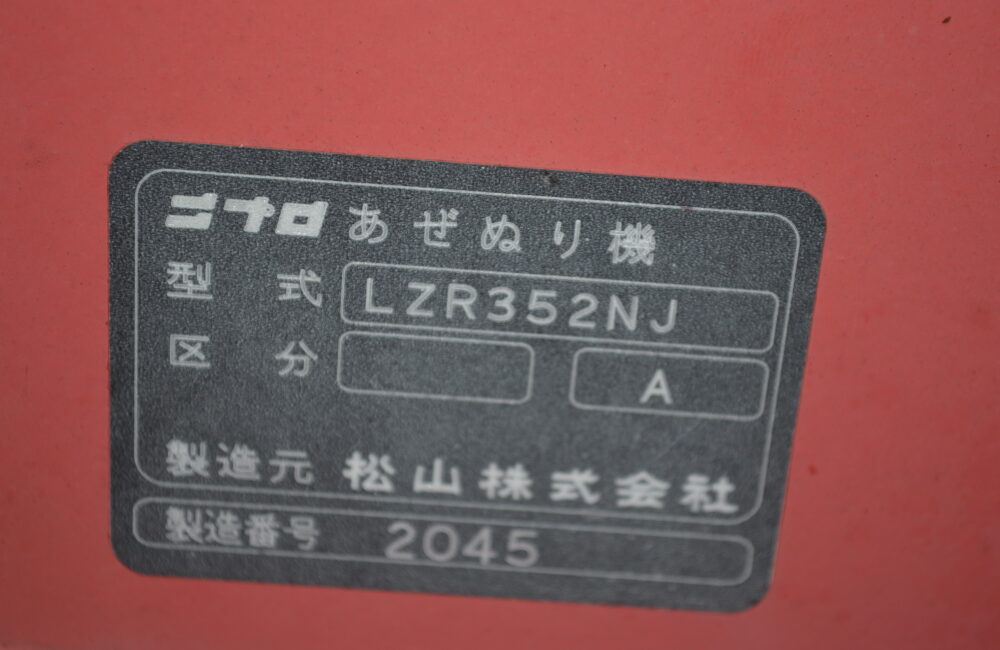 ニプロ あぜぬり機
型式 LZR352NJ
区分 A
製造元 松山株式会社
製造番号 2045